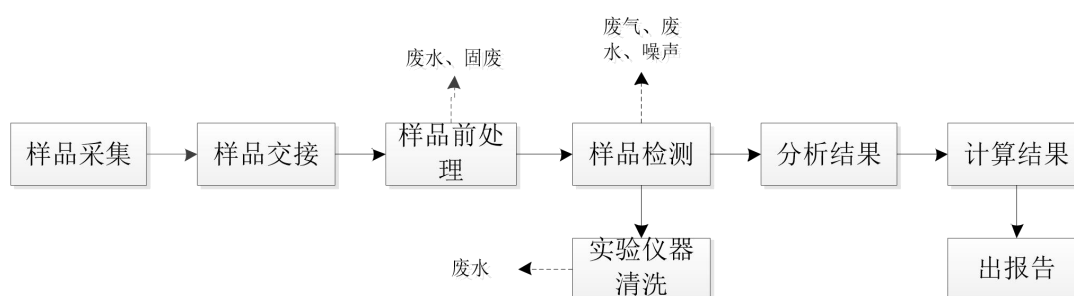 废气、废
水、噪声
废水、固废
样品采集
样品交接
样品前处
理
样品检测
分析结果
计算结果
实验仪器
清洗
废水
出报告